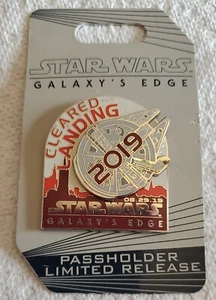 STAR WARS
GALAXY'S EDGE
CLEARED
LANDING
2019
08.29.19
STAR WARS
GALAXY'S EDGE
PASSHOLDER
LIMITED RELEASE